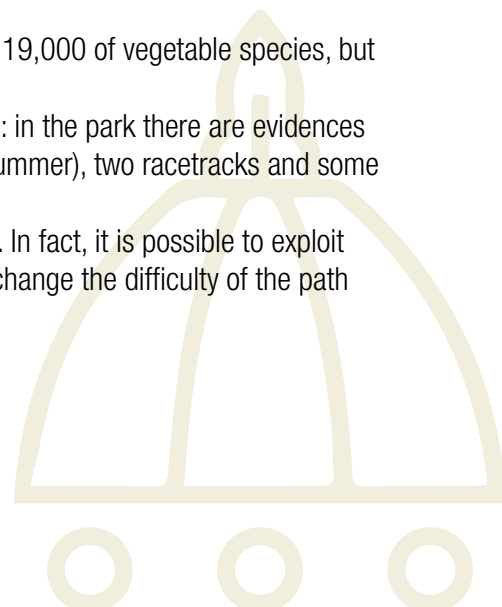 19,000 of vegetable species, but
: in the park there are evidences
ummer), two racetracks and some
. In fact, it is possible to exploit
change the difficulty of the path